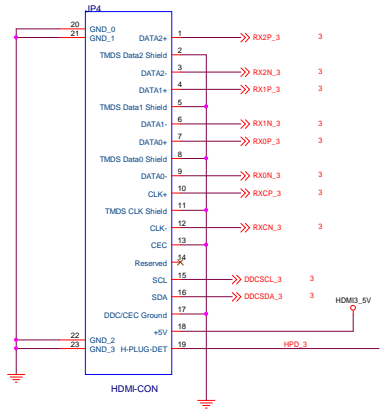 JP4
20 GND_0
21 GND_1
DATA2+ 1 RX2P_3 3
TMDS Data2 Shield 2
DATA2- 3 RX2N_3 3
DATA1+ 4 RX1P_3 3
TMDS Data1 Shield 5
DATA1- 6 RX1N_3 3
DATA0+ 7 RX0P_3 3
TMDS Data0 Shield 8
DATA0- 9 RX0N_3 3
CLK+ 10 RXCP_3 3
TMDS CLK Shield 11
CLK- 12 RXCN_3 3
CEC 13
Reserved 14
SCL 15 DDCSCL_3 3
SDA 16 DDCSDA_3 3
HDMI3_5V
DDC/CEC Ground 17
+5V 18
22 GND_2
23 GND_3 H-PLUG-DET 19 HPD_3
HDMI-CON